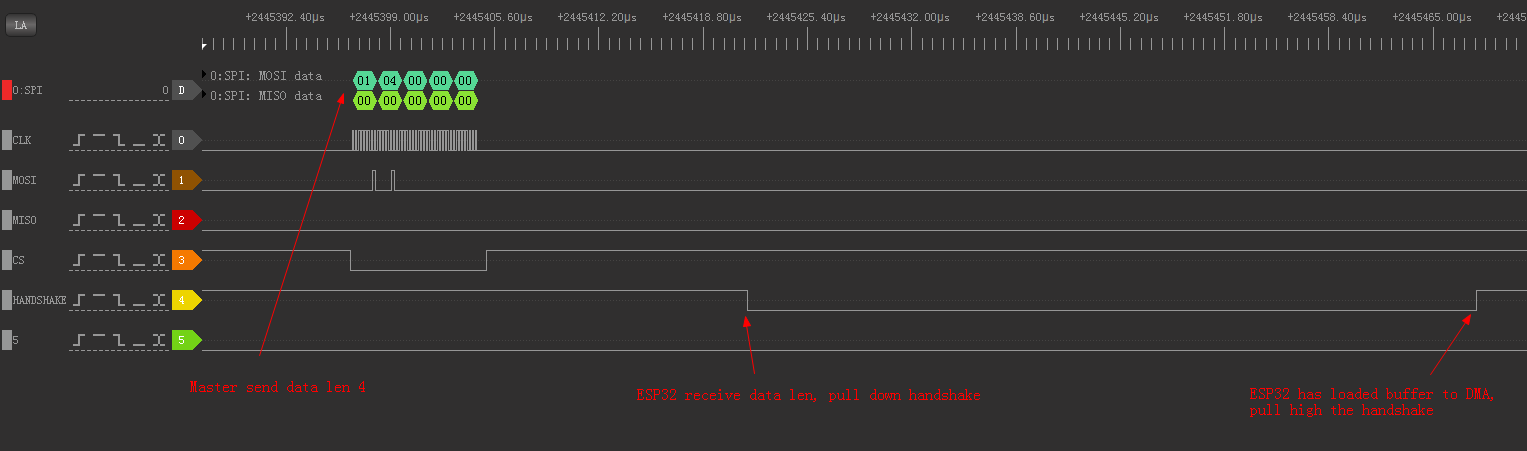 LA
+2445392.40µs +2445399.00µs +2445405.60µs +2445412.20µs +2445418.80µs +2445425.40µs +2445432.00µs +2445438.60µs +2445445.20µs +2445451.80µs +2445458.40µs +2445465.00µs +24454
0:SPI: MOSI data 01 04 00 00 00
0:SPI 0 D
0:SPI: MISO data 00 00 00 00 00
CLK 0
MOSI 1
MISO 2
CS 3
HANDSHAKE 4
5 5
Master send data len 4
ESP32 receive data len, pull down handshake
ESP32 has loaded buffer to DMA,
pull high the handshake